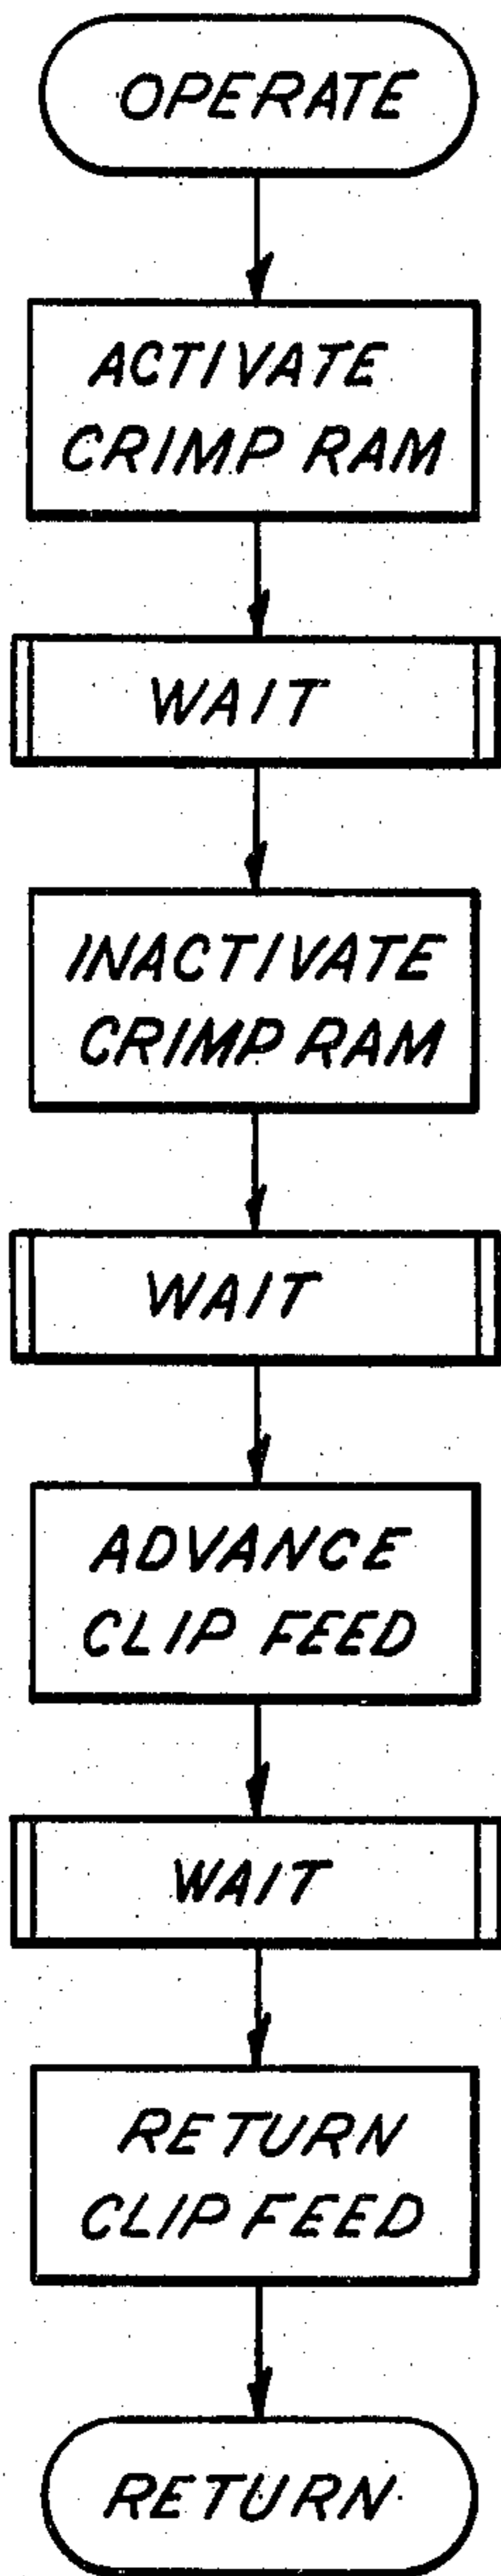 OPERATE
ACTIVATE
CRIMP RAM
WAIT
INACTIVATE
CRIMP RAM
WAIT
ADVANCE
CLIP FEED
WAIT
RETURN
CLIP FEED
RETURN